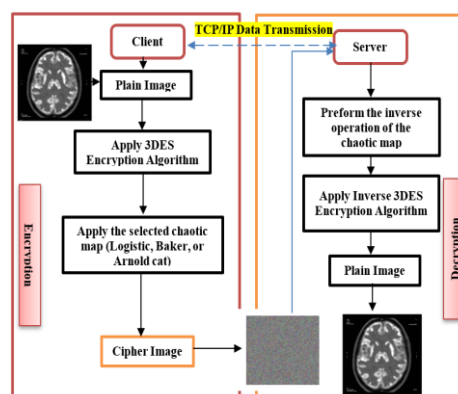 TCP/IP Data Transmission
Client
Plain Image
Apply 3DES
Encryption Algorithm
Apply the selected chaotic
map (Logistic, Baker, or
Arnold cat)
Cipher Image
Encryption
Server
Preform the inverse
operation of the
chaotic map
Apply Inverse 3DES
Encryption Algorithm
Plain Image
Decryption